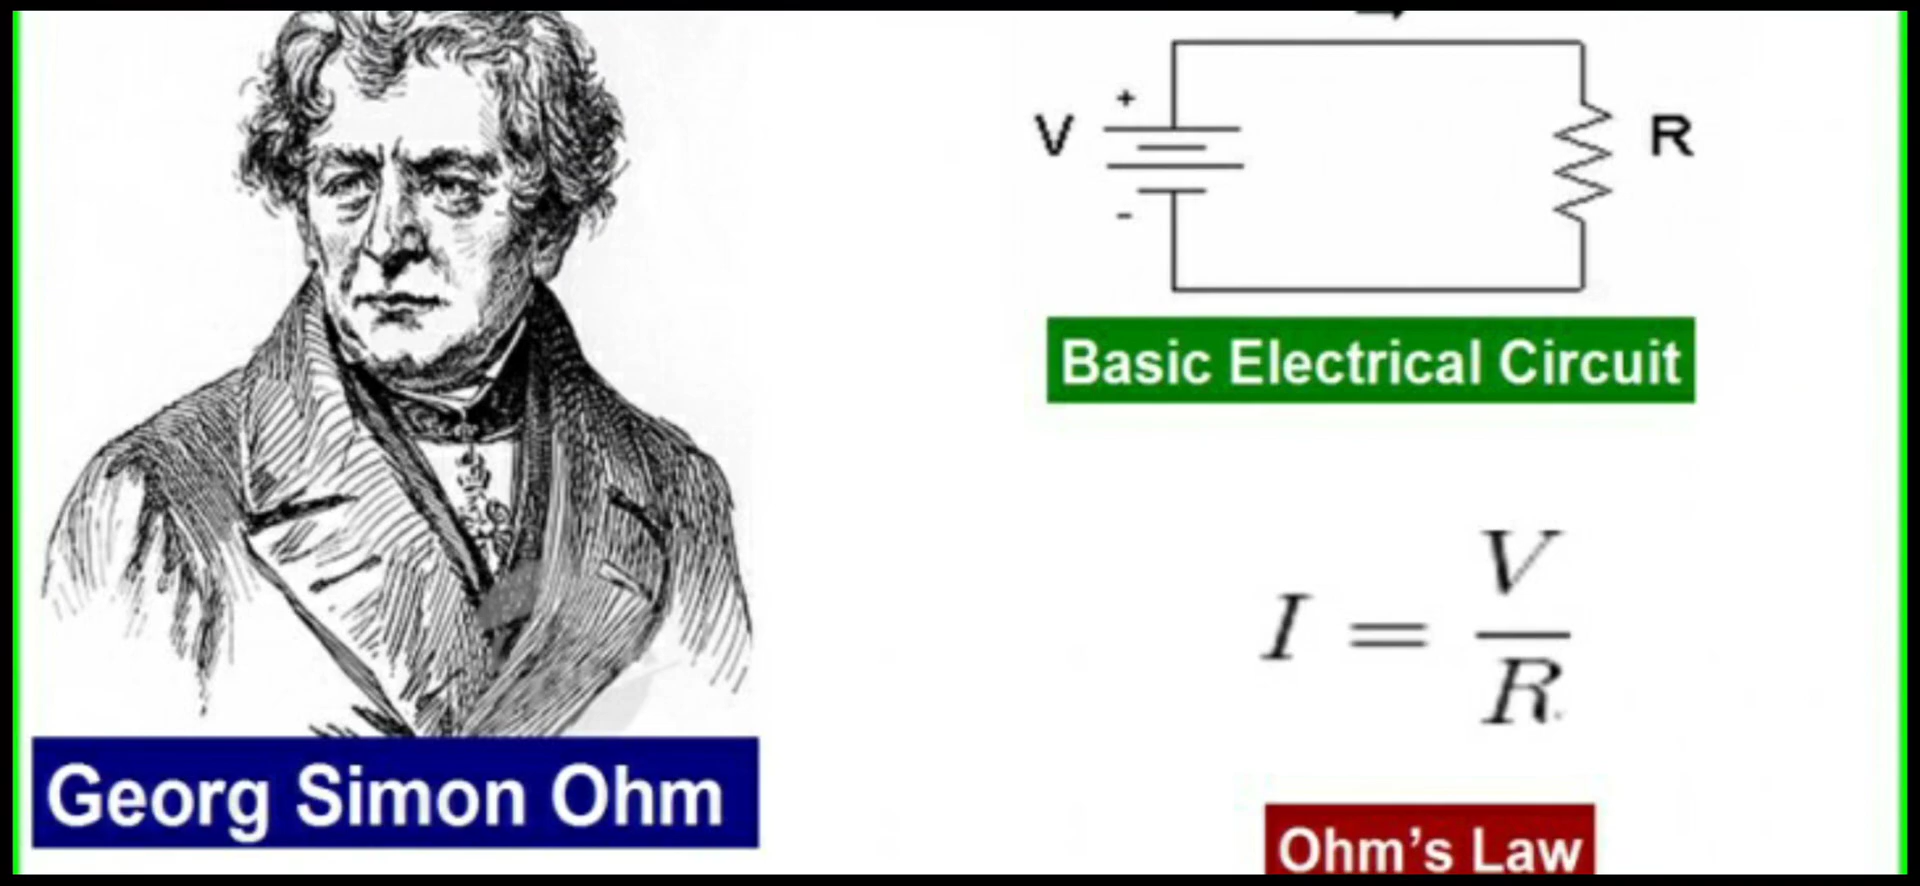 V
+
-
R
Basic Electrical Circuit
I = V/R
Georg Simon Ohm
Ohm's Law